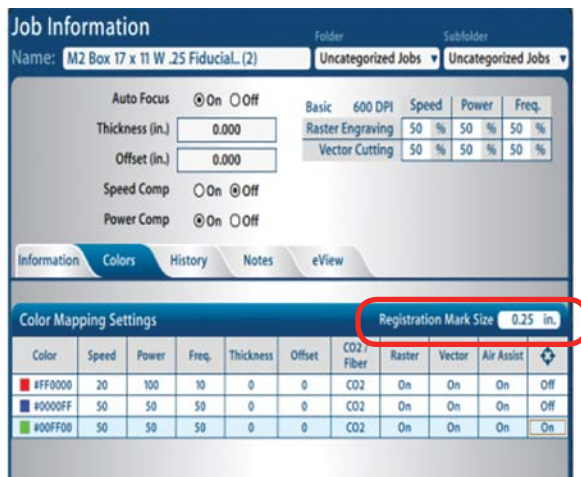 Job Information
Folder Subfolder
Name: M2 Box 17 x 11 W .25 Fiducial.. (2) Uncategorized Jobs Uncategorized Jobs
Auto Focus On Off
Basic 600 DPI Speed Power Freq.
Thickness (in.) 0.000 Raster Engraving 50 % 50 % 50 %
Offset (in.) 0.000 Vector Cutting 50 % 50 % 50 %
Speed Comp On Off
Power Comp On Off
Information Colors History Notes eView
Color Mapping Settings Registration Mark Size 0.25 in.
Color Speed Power Freq. Thickness Offset CO2 / Fiber Raster Vector Air Assist
#FF0000 20 100 10 0 0 CO2 On On On Off
#0000FF 50 50 50 0 0 CO2 On On On Off
#00FF00 50 50 50 0 0 CO2 On On On On